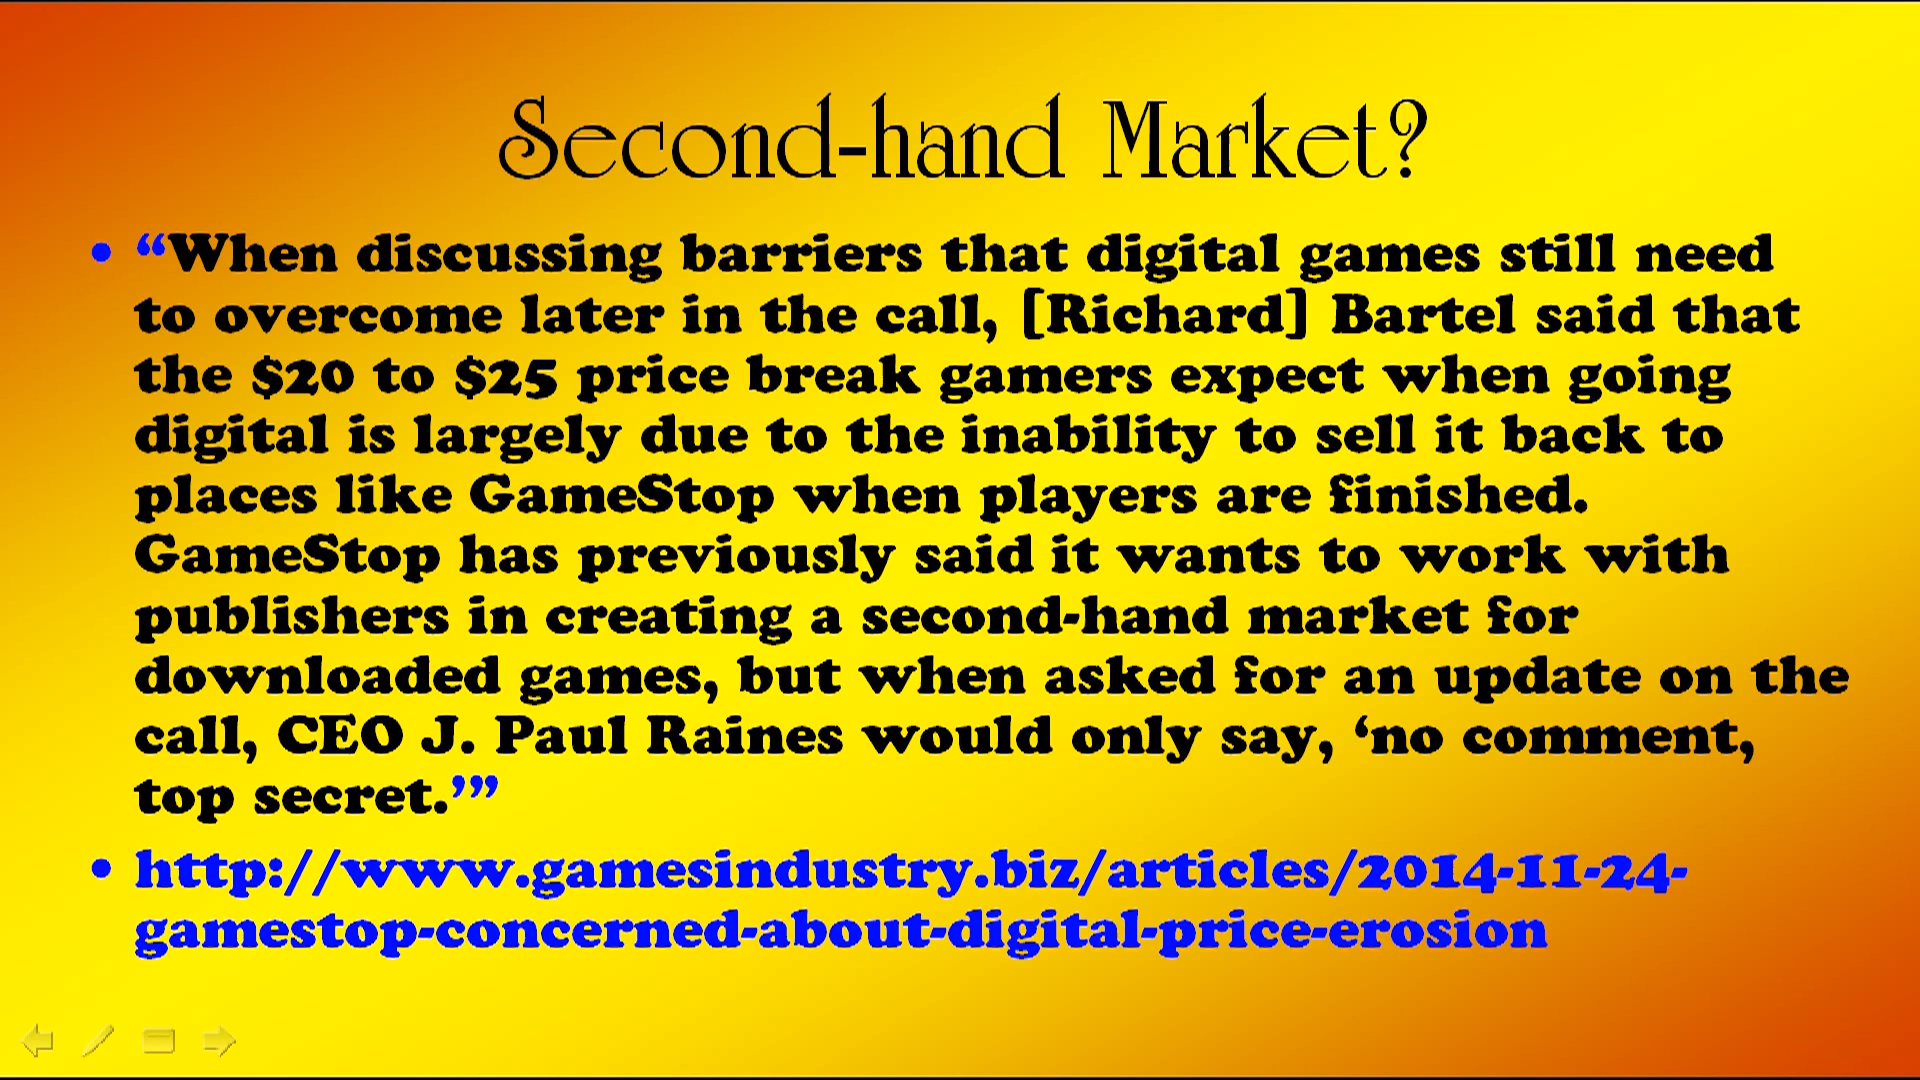 Second-hand Market?
• “When discussing barriers that digital games still need
to overcome later in the call, [Richard] Bartel said that
the $20 to $25 price break gamers expect when going
digital is largely due to the inability to sell it back to
places like GameStop when players are finished.
GameStop has previously said it wants to work with
publishers in creating a second-hand market for
downloaded games, but when asked for an update on the
call, CEO J. Paul Raines would only say, ‘no comment,
top secret.’”
• http://www.gamesindustry.biz/articles/2014-11-24-
gamestop-concerned-about-digital-price-erosion